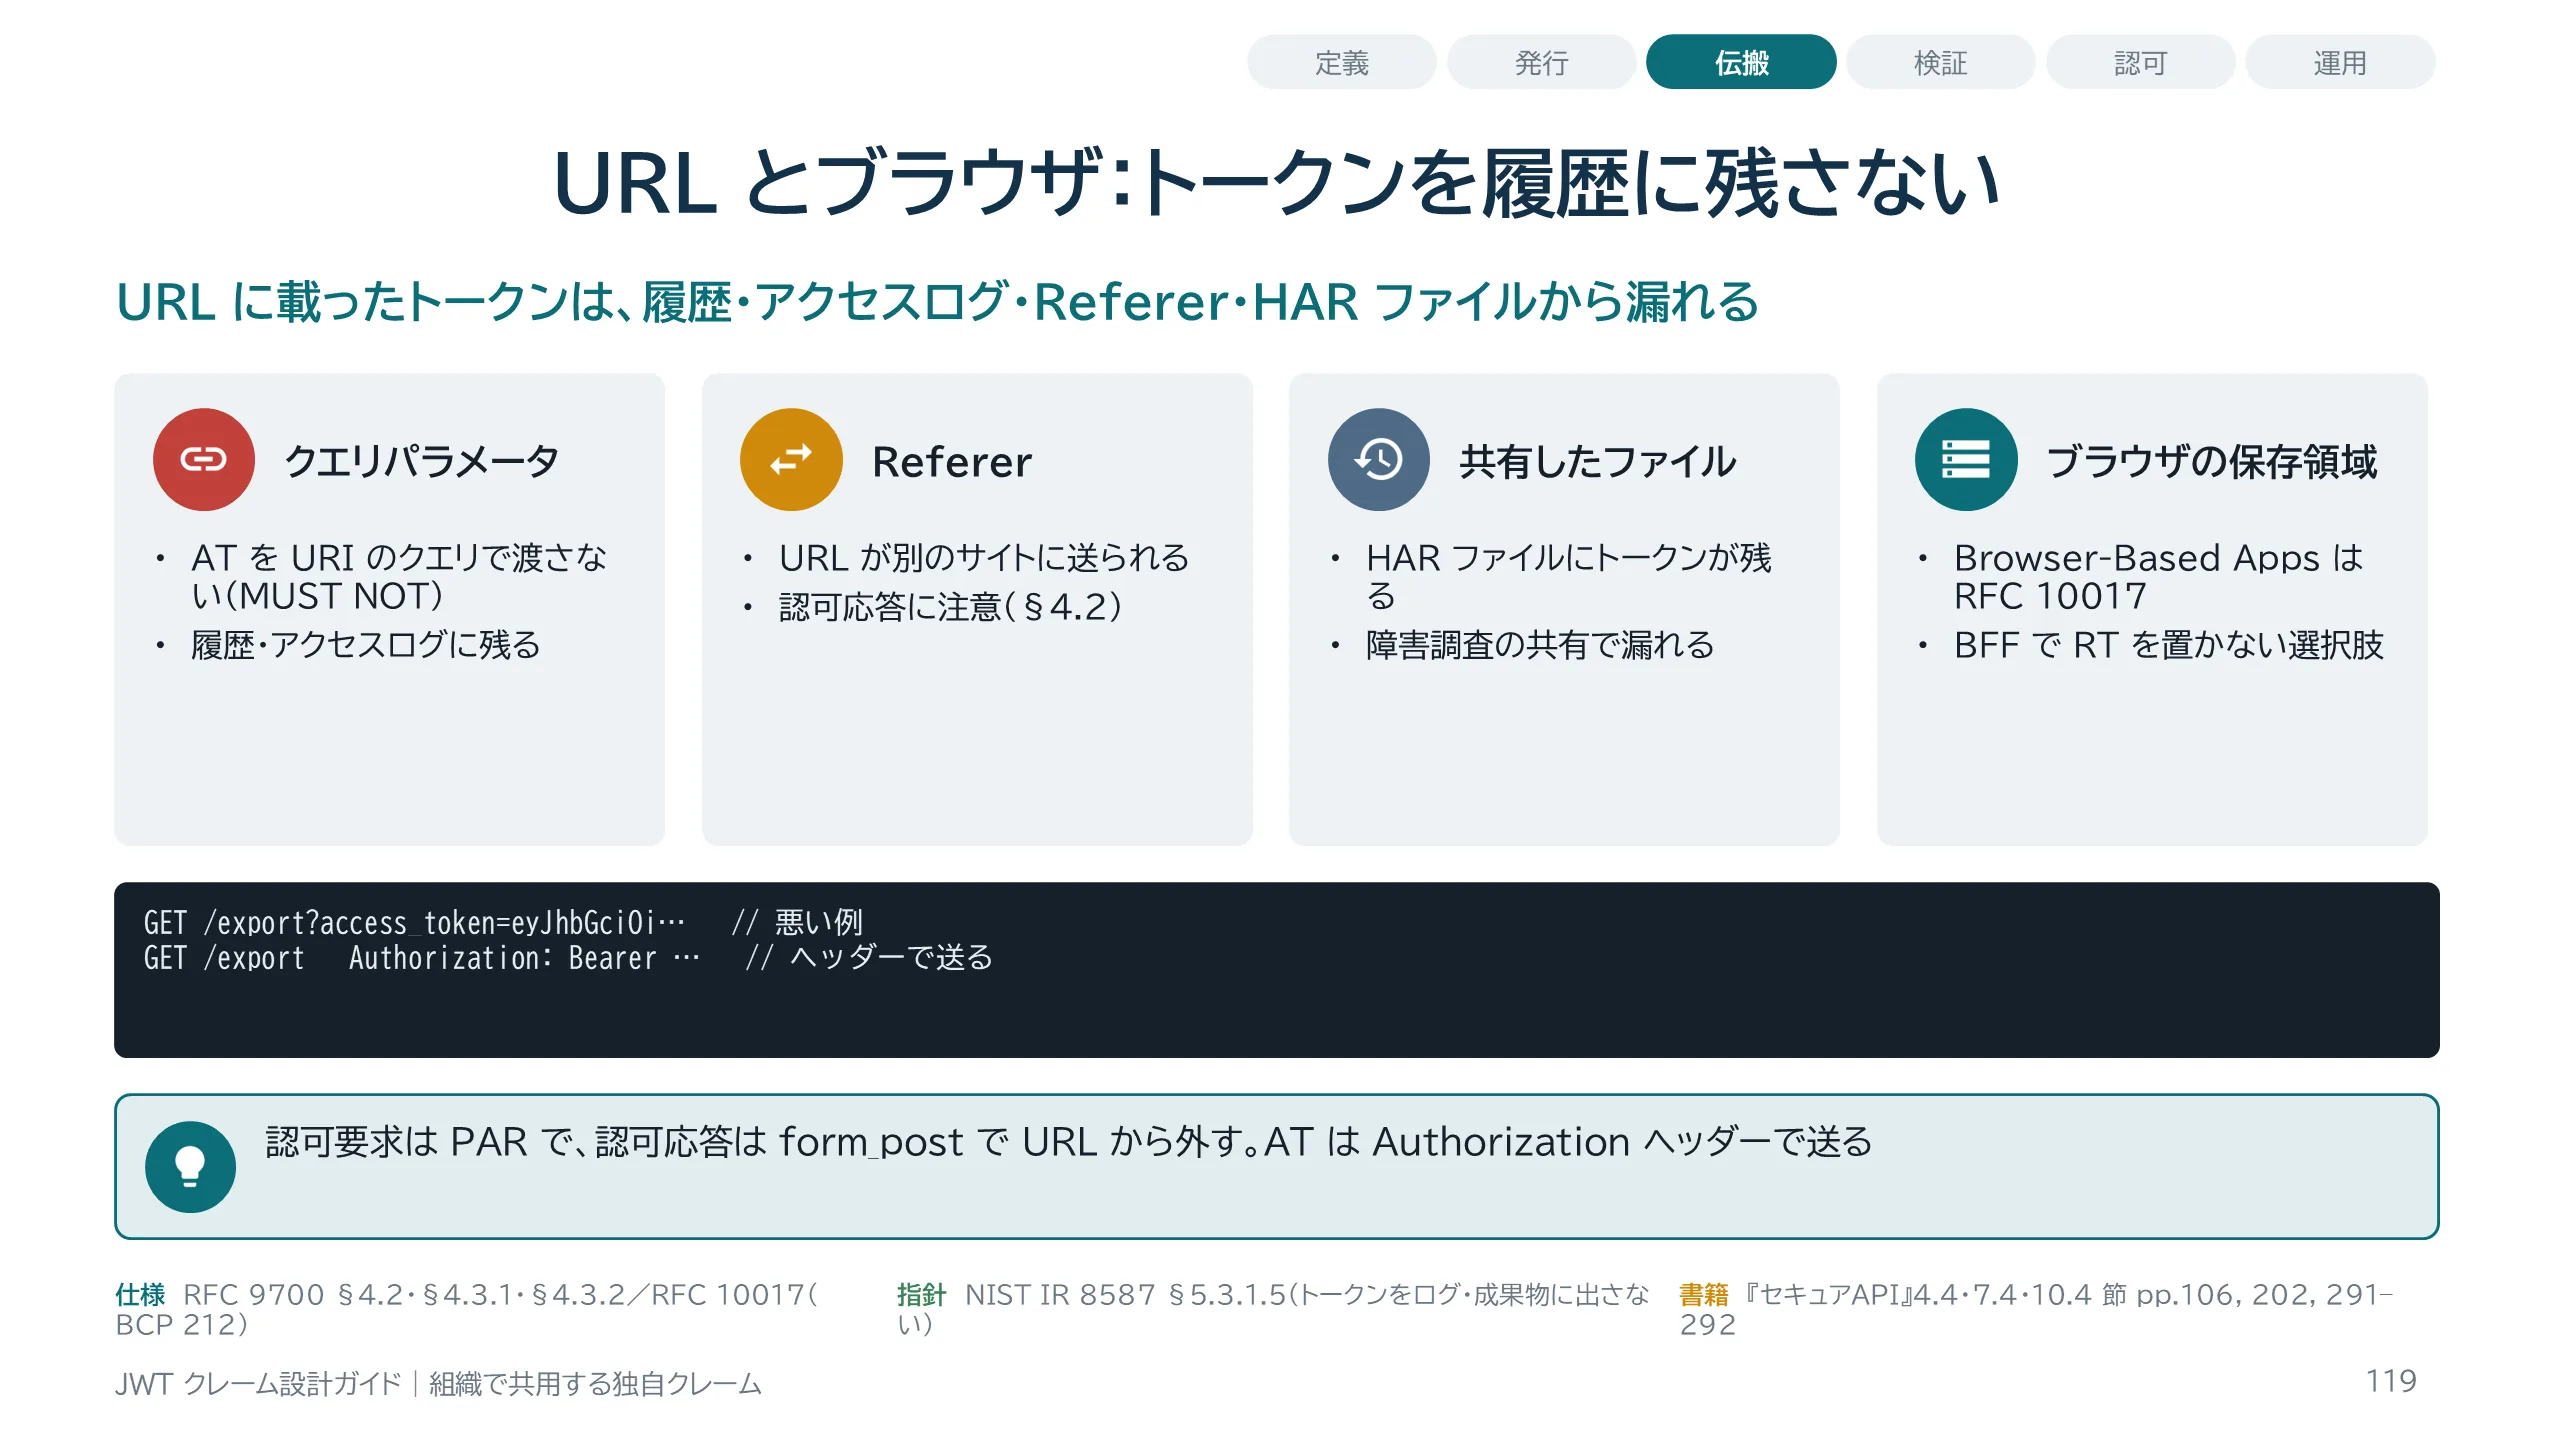 定義 発行 伝搬 検証 認可 運用
URL とブラウザ：トークンを履歴に残さない
URL に載ったトークンは、履歴・アクセスログ・Referer・HAR ファイルから漏れる
クエリパラメータ
• AT を URI のクエリで渡さな
い（MUST NOT）
• 履歴・アクセスログに残る
Referer
• URL が別のサイトに送られる
• 認可応答に注意（§4.2）
共有したファイル
• HAR ファイルにトークンが残
る
• 障害調査の共有で漏れる
ブラウザの保存領域
• Browser-Based Apps は
RFC 10017
• BFF で RT を置かない選択肢
GET /export?access_token=eyJhbGciOi… // 悪い例
GET /export Authorization: Bearer … // ヘッダーで送る
認可要求は PAR で、認可応答は form_post で URL から外す。AT は Authorization ヘッダーで送る
仕様 RFC 9700 §4.2・§4.3.1・§4.3.2／RFC 10017（
BCP 212）
指針 NIST IR 8587 §5.3.1.5（トークンをログ・成果物に出さな
い）
書籍 『セキュアAPI』4.4・7.4・10.4 節 pp.106, 202, 291–
292
JWT クレーム設計ガイド｜組織で共用する独自クレーム
119